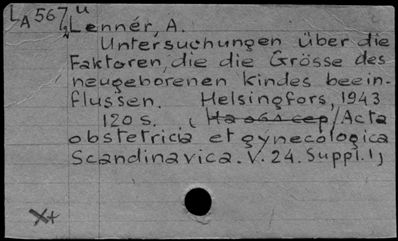 LA 567 u
Lennér, A.
Untersuchungen über die
Faktoren, die die Grösse des
neugeborenen kindes beein-
flussen. Helsingfors, 1943
120 s. (Acta
obstetricia et gynecologica
Scandinavica. V. 24. Suppl. 1)